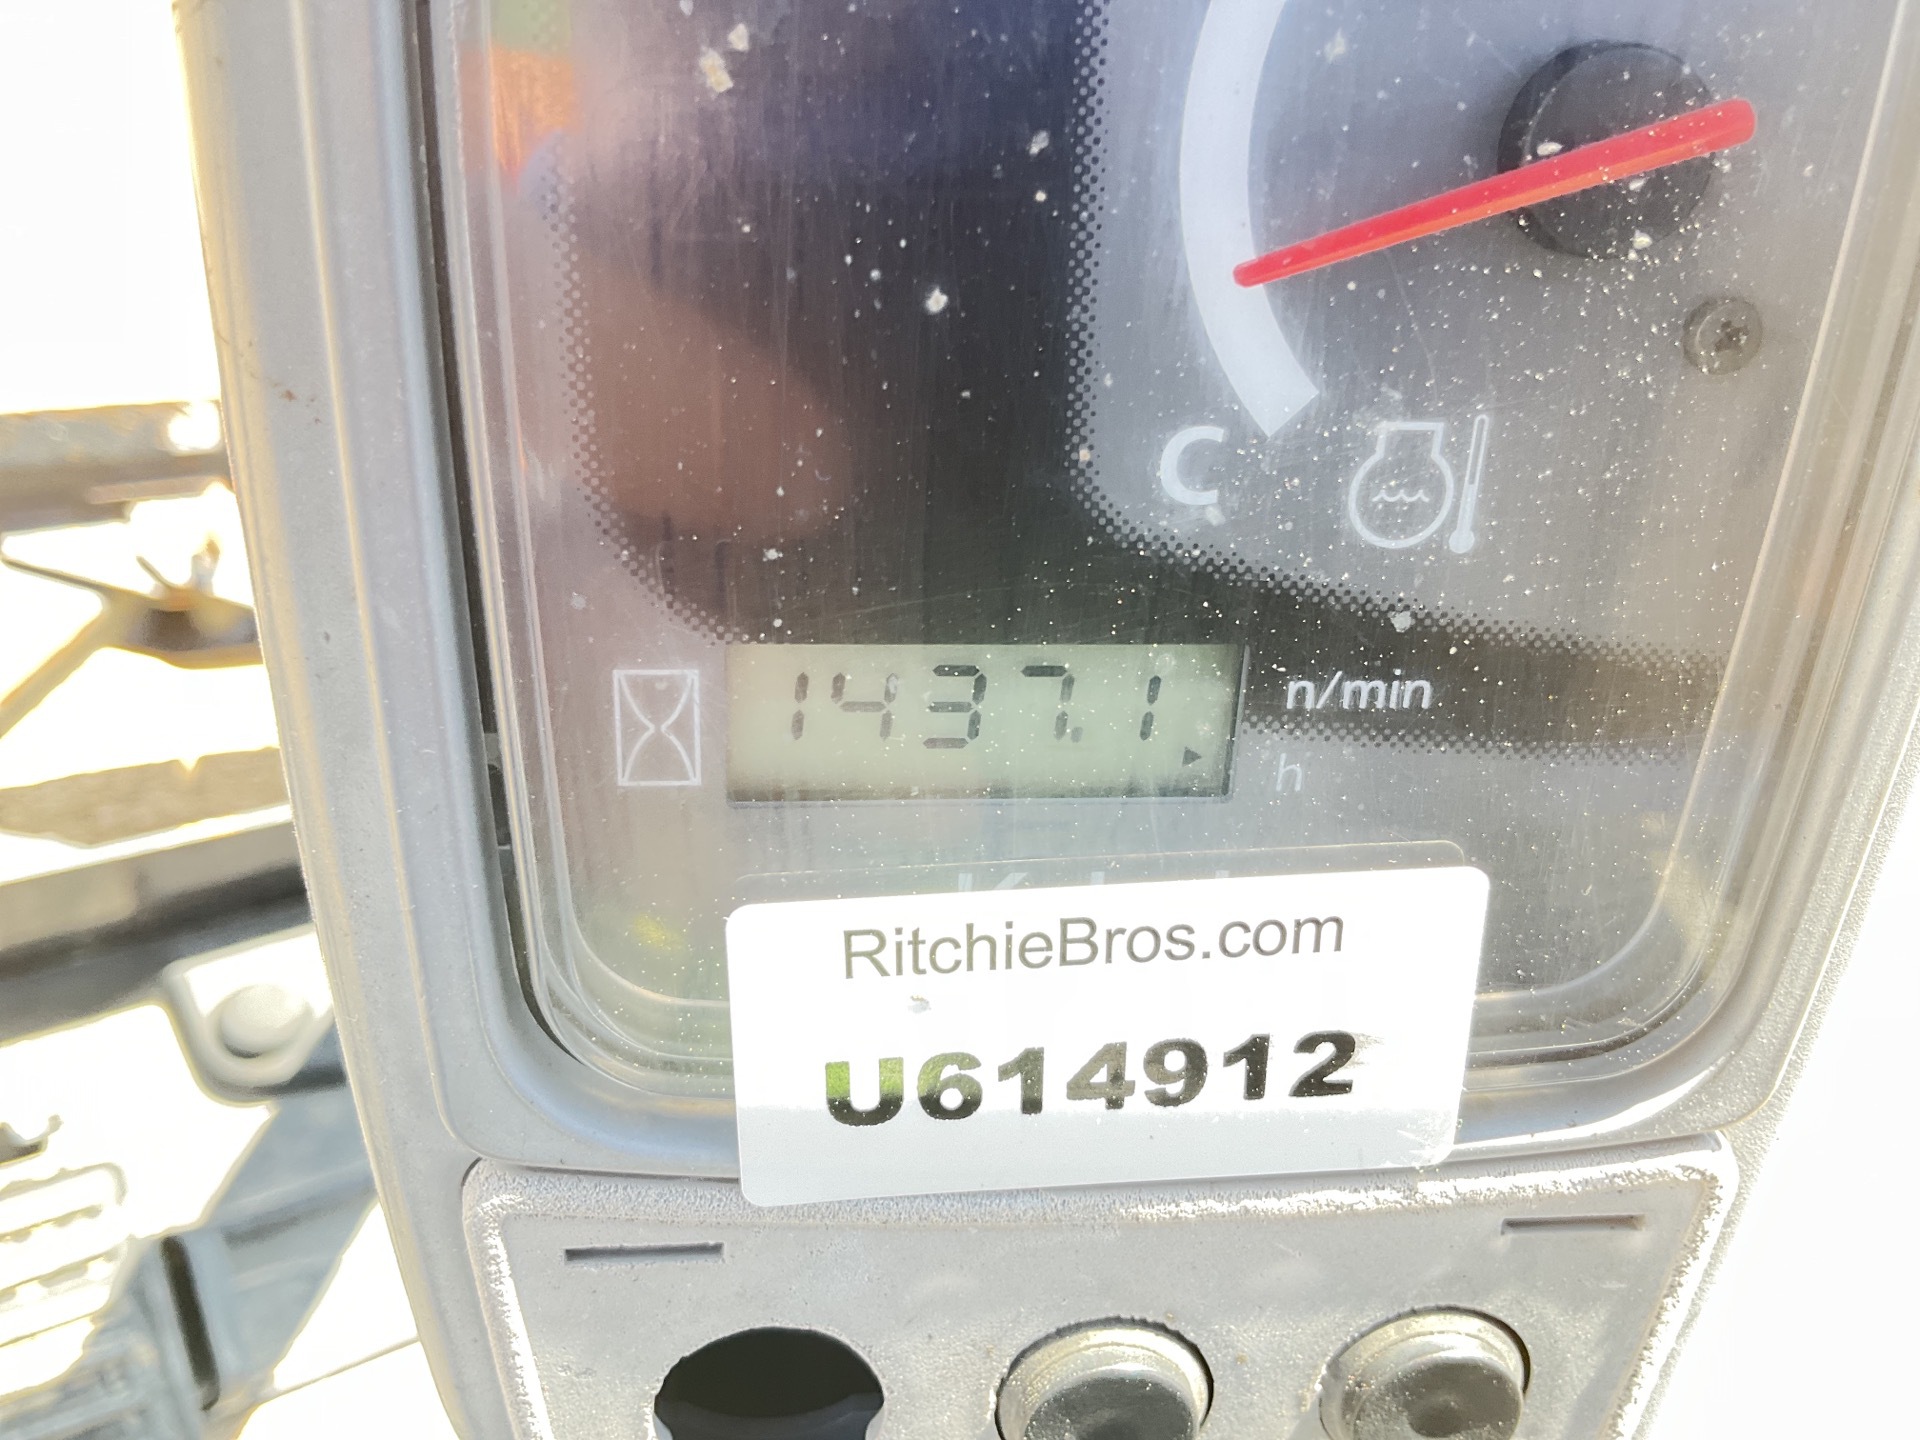 C
1437.1
n/min
h
RitchieBros.com
U614912